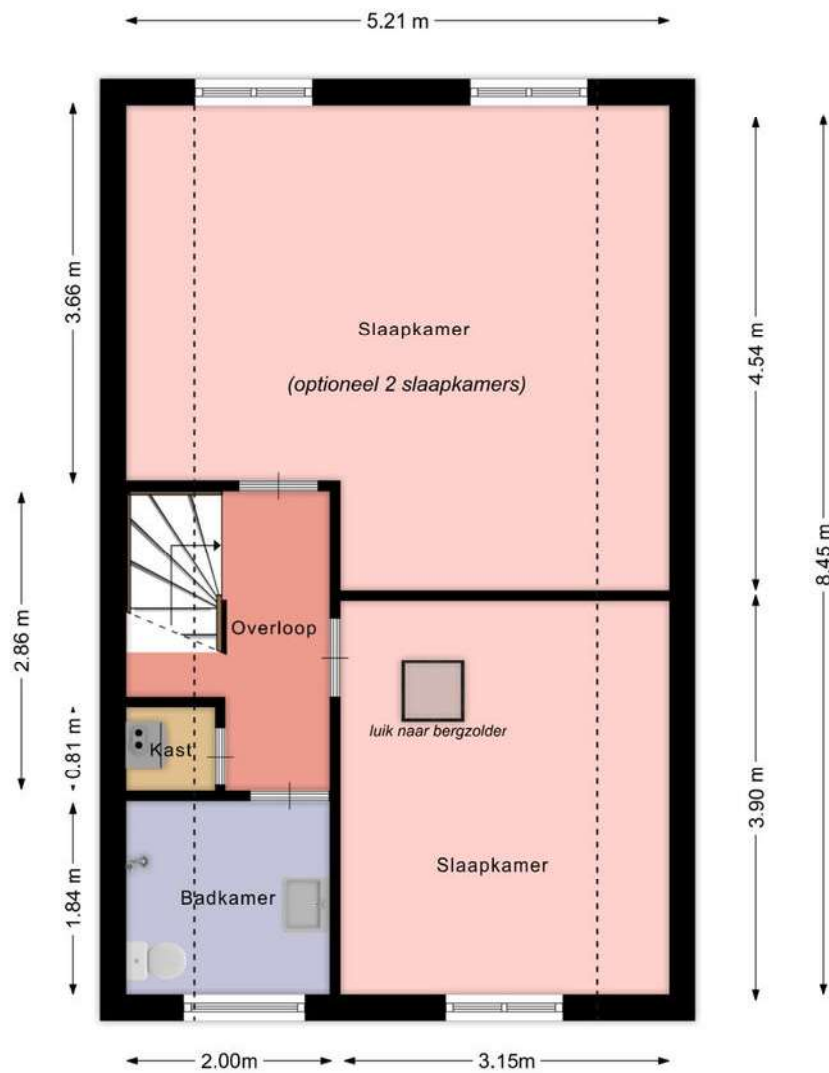 5.21 m
3.66 m
4.54 m
8.45 m
Slaapkamer
(optioneel 2 slaapkamers)
2.86 m
Overloop
luik naar bergzolder
0.81 m
Kast
3.90 m
Slaapkamer
1.84 m
Badkamer
2.00m
3.15m